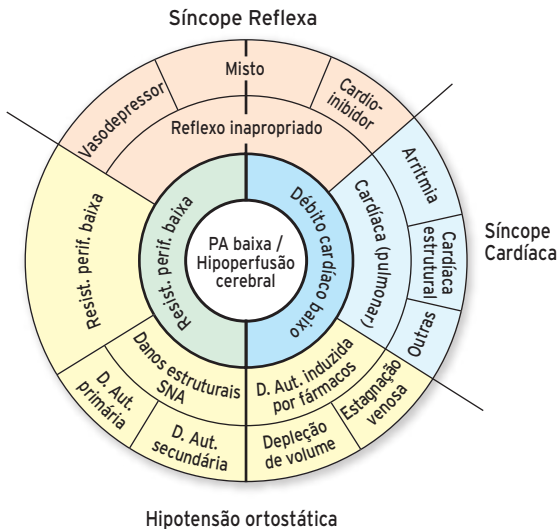 Síncope Reflexa
Vasodepressor
Misto
Cardio-
inibidor
Reflexo inapropriado
Arritmia
Cardíaca
estrutural
Outras
Cardíaca (pulmonar)
Síncope
Cardíaca
Resist. perif. baixa
Resist. perif. baixa
Débito cardíaco baixo
PA baixa /
Hipoperfusão
cerebral
Danos estruturais
SNA
D. Aut. induzida
por fármacos
D. Aut.
primária
D. Aut.
secundária
Depleção
de volume
Estagnação
venosa
Hipotensão ortostática